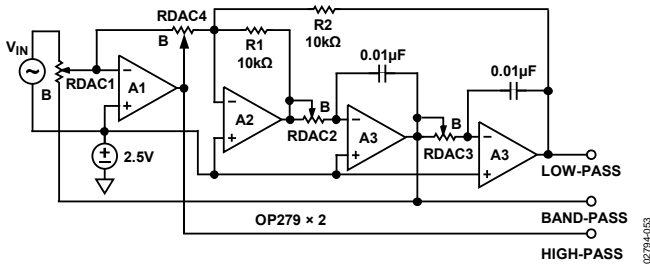 RDAC4
B
R2
10kΩ
R1
10kΩ
0.01µF
0.01µF
VIN
B
RDAC1
A1
A2
B
RDAC2
A3
B
RDAC3
A3
2.5V
LOW-PASS
BAND-PASS
HIGH-PASS
OP279 × 2
02794-053
− + − + − + − +
~
±